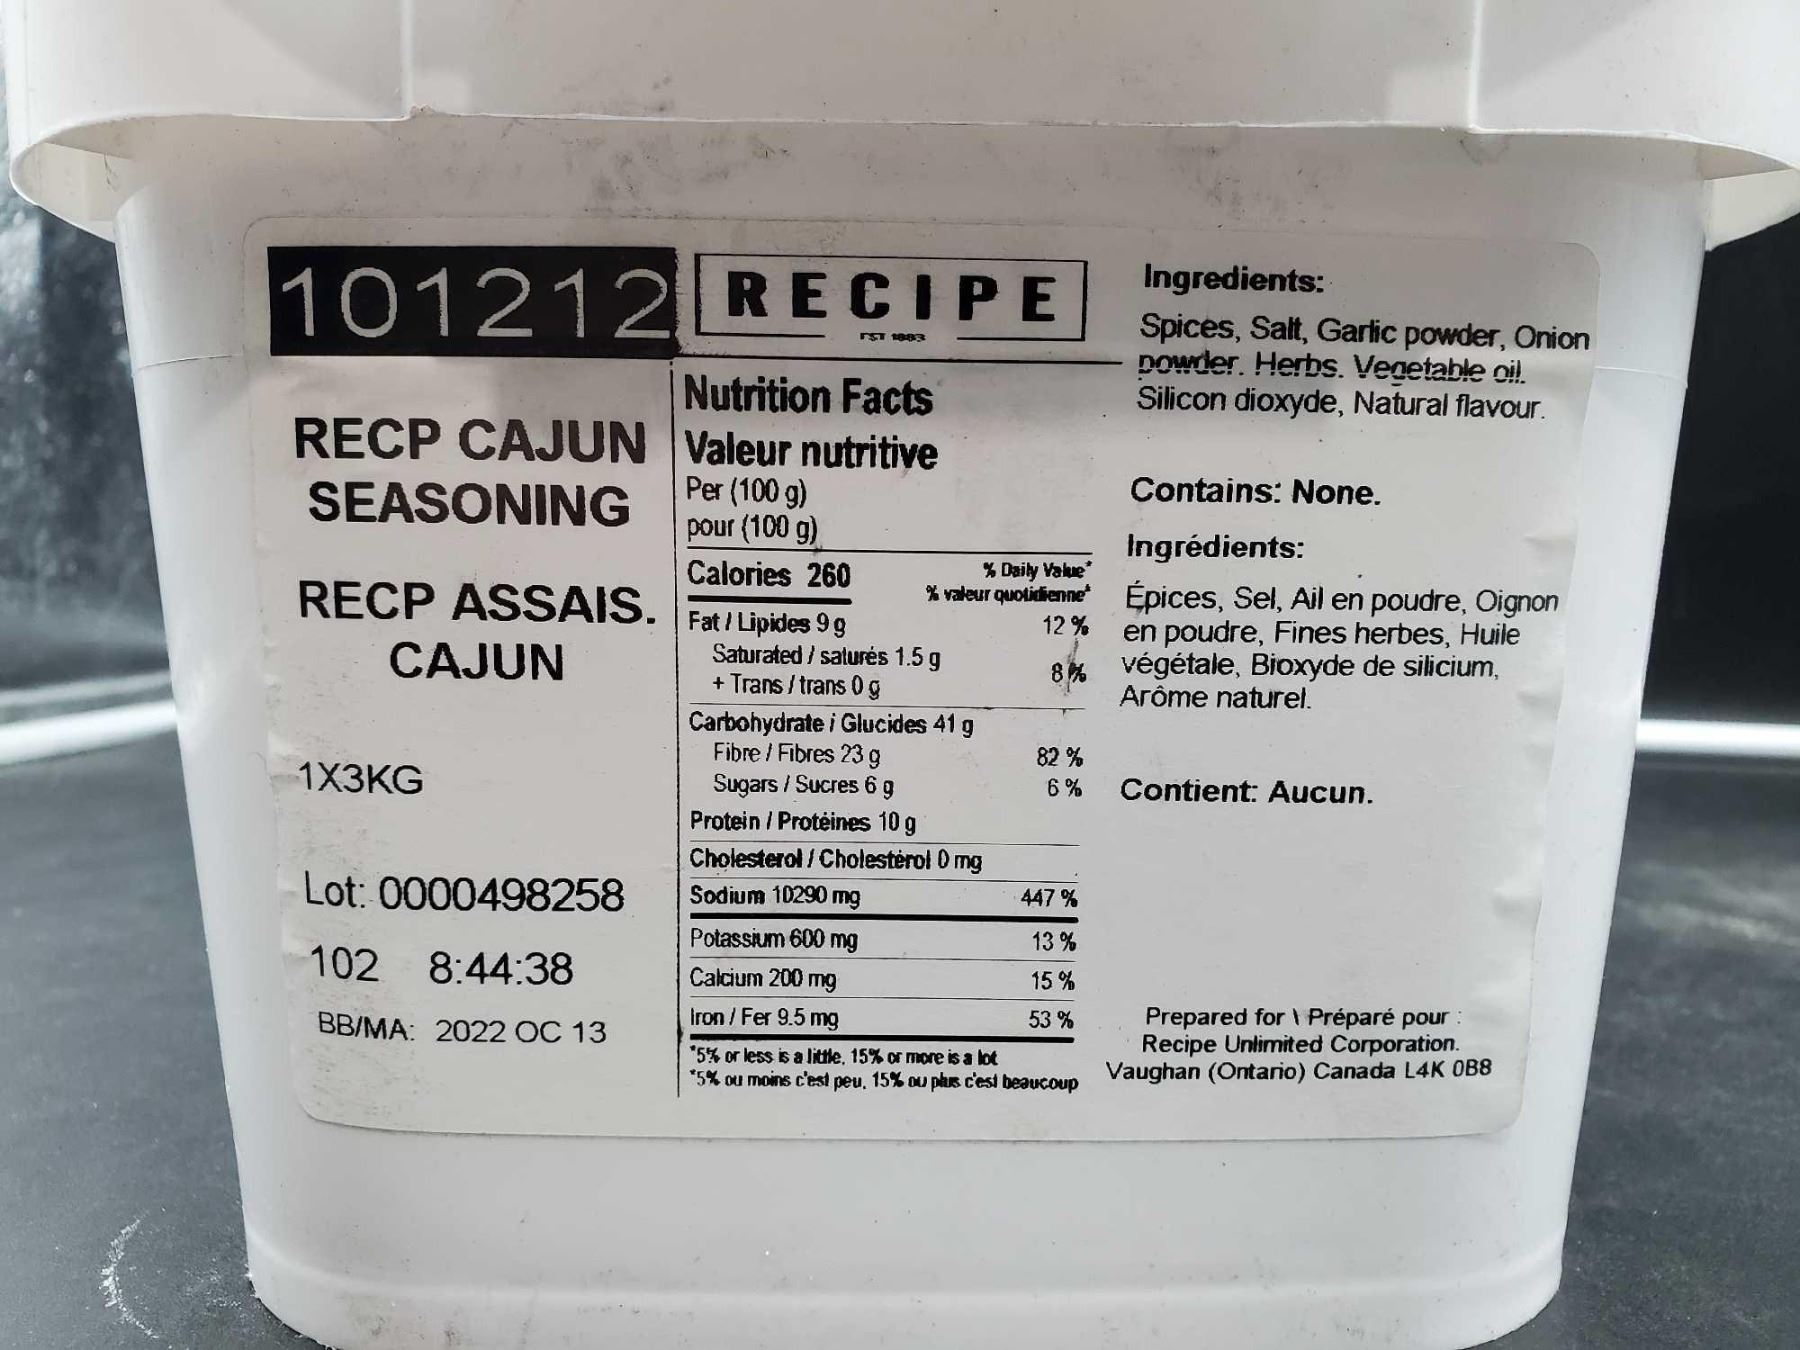 101212
RECIPE
EST 1883
RECP CAJUN
SEASONING
RECP ASSAIS.
CAJUN
1X3KG
Lot: 0000498258
102 8:44:38
BB/MA: 2022 OC 13
Nutrition Facts
Valeur nutritive
Per (100 g)
pour (100 g)
Calories 260
% Daily Value*
% valeur quotidienne*
Fat / Lipides 9 g 12 %
Saturated / saturés 1.5 g
+ Trans / trans 0 g 8 %
Carbohydrate / Glucides 41 g
Fibre / Fibres 23 g 82 %
Sugars / Sucres 6 g 6 %
Protein / Protéines 10 g
Cholesterol / Cholestérol 0 mg
Sodium 10290 mg 447 %
Potassium 600 mg 13 %
Calcium 200 mg 15 %
Iron / Fer 9.5 mg 53 %
*5% or less is a little, 15% or more is a lot
*5% ou moins c'est peu, 15% ou plus c'est beaucoup
Ingredients:
Spices, Salt, Garlic powder, Onion
powder, Herbs, Vegetable oil,
Silicon dioxyde, Natural flavour.
Contains: None.
Ingrédients:
Épices, Sel, Ail en poudre, Oignon
en poudre, Fines herbes, Huile
végétale, Bioxyde de silicium,
Arôme naturel.
Contient: Aucun.
Prepared for \ Préparé pour :
Recipe Unlimited Corporation.
Vaughan (Ontario) Canada L4K 0B8